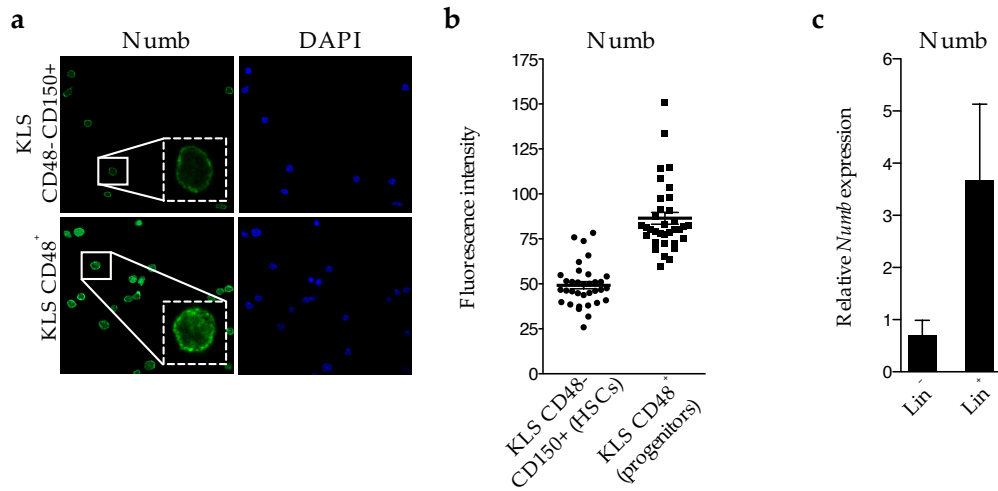 a
Numb
DAPI
KLS
CD48- CD150+
KLS CD48+
b
Numb
Fluorescence intensity
175
150
125
100
75
50
25
0
KLS CD48-
CD150+ (HSCs)
KLS CD48+
(progenitors)
c
Numb
Relative Numb expression
6
5
4
3
2
1
0
Lin-
Lin+